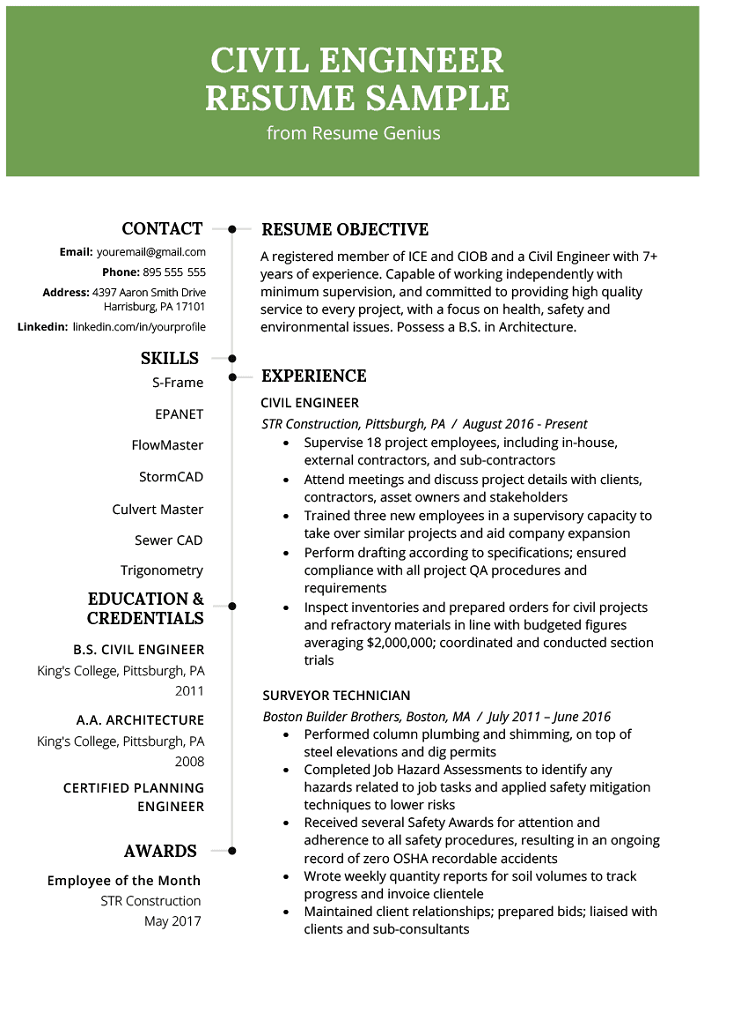 CIVIL ENGINEER
RESUME SAMPLE
from Resume Genius
CONTACT
Email: youremail@gmail.com
Phone: 895 555 555
Address: 4397 Aaron Smith Drive
Harrisburg, PA 17101
Linkedin: linkedin.com/in/yourprofile
SKILLS
S-Frame
EPANET
FlowMaster
StormCAD
Culvert Master
Sewer CAD
Trigonometry
EDUCATION &
CREDENTIALS
B.S. CIVIL ENGINEER
King's College, Pittsburgh, PA
2011
A.A. ARCHITECTURE
King's College, Pittsburgh, PA
2008
CERTIFIED PLANNING
ENGINEER
AWARDS
Employee of the Month
STR Construction
May 2017
RESUME OBJECTIVE
A registered member of ICE and CIOB and a Civil Engineer with 7+
years of experience. Capable of working independently with
minimum supervision, and committed to providing high quality
service to every project, with a focus on health, safety and
environmental issues. Possess a B.S. in Architecture.
EXPERIENCE
CIVIL ENGINEER
STR Construction, Pittsburgh, PA / August 2016 - Present
• Supervise 18 project employees, including in-house,
external contractors, and sub-contractors
• Attend meetings and discuss project details with clients,
contractors, asset owners and stakeholders
• Trained three new employees in a supervisory capacity to
take over similar projects and aid company expansion
• Perform drafting according to specifications; ensured
compliance with all project QA procedures and
requirements
• Inspect inventories and prepared orders for civil projects
and refractory materials in line with budgeted figures
averaging $2,000,000; coordinated and conducted section
trials
SURVEYOR TECHNICIAN
Boston Builder Brothers, Boston, MA / July 2011 – June 2016
• Performed column plumbing and shimming, on top of
steel elevations and dig permits
• Completed Job Hazard Assessments to identify any
hazards related to job tasks and applied safety mitigation
techniques to lower risks
• Received several Safety Awards for attention and
adherence to all safety procedures, resulting in an ongoing
record of zero OSHA recordable accidents
• Wrote weekly quantity reports for soil volumes to track
progress and invoice clientele
• Maintained client relationships; prepared bids; liaised with
clients and sub-consultants